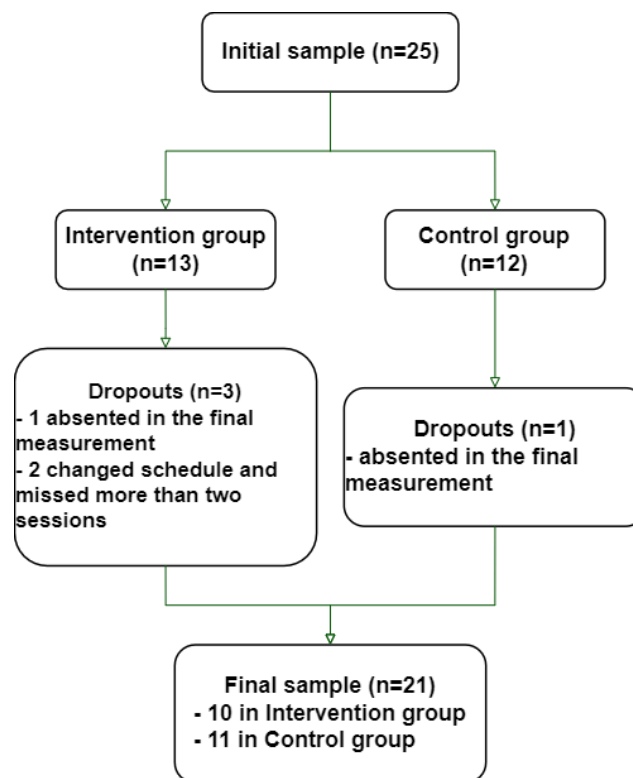 Initial sample (n=25)
Intervention group
(n=13)
Control group
(n=12)
Dropouts (n=3)
- 1 absented in the final
measurement
- 2 changed schedule and
missed more than two
sessions
Dropouts (n=1)
- absented in the final
measurement
Final sample (n=21)
- 10 in Intervention group
- 11 in Control group